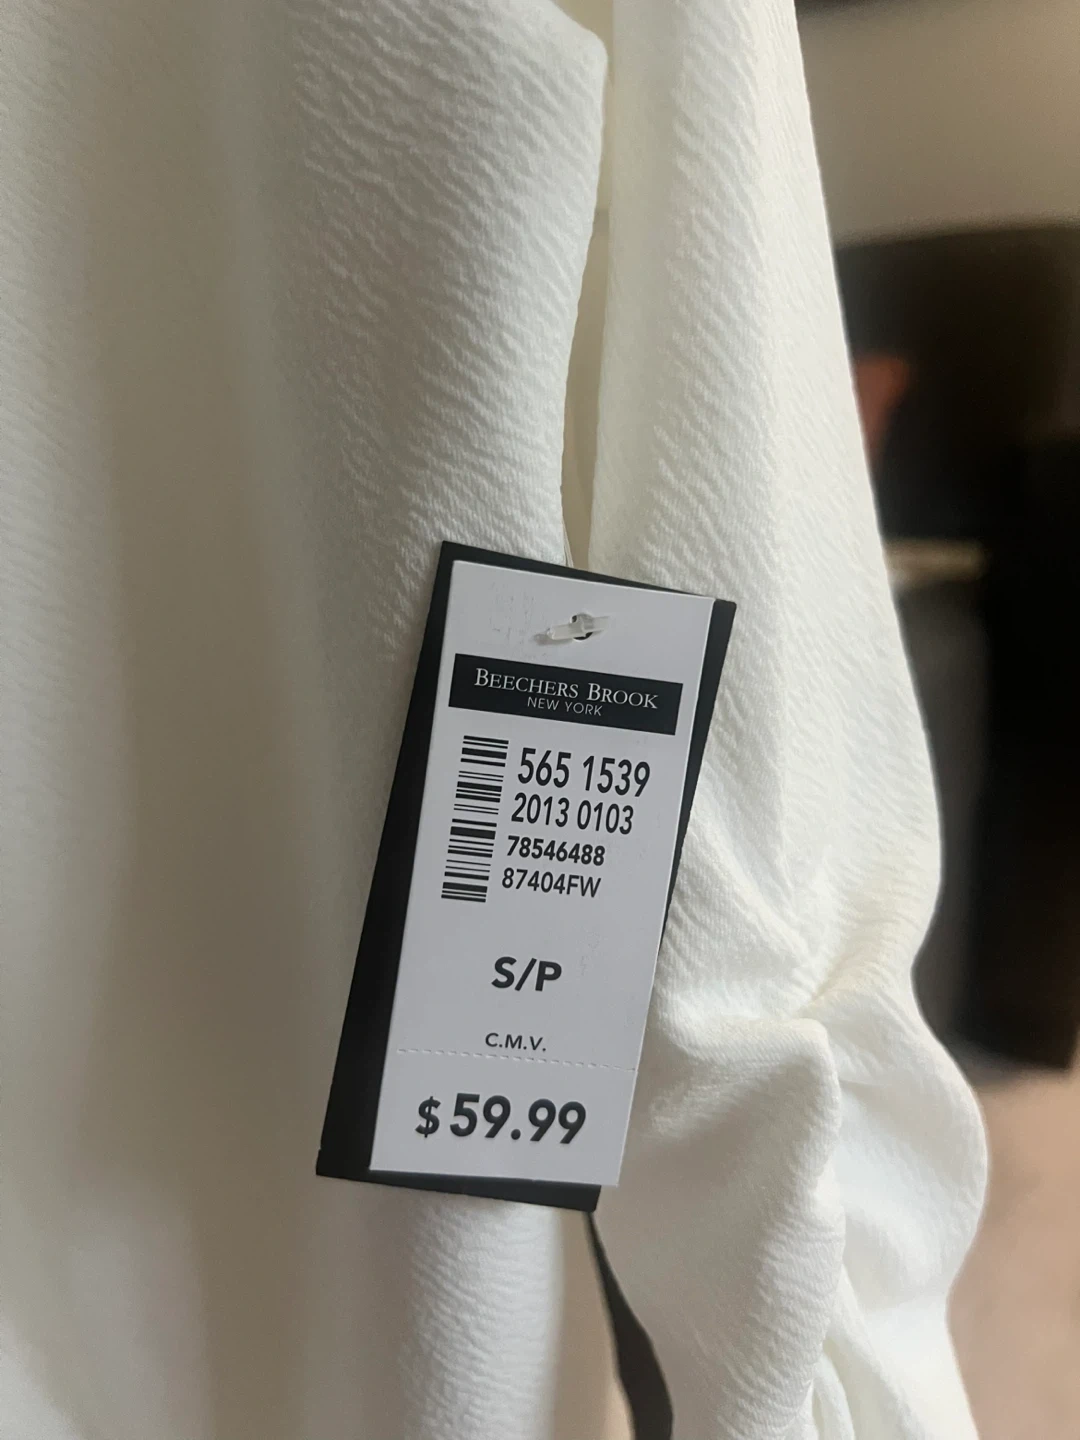 BEECHERS BROOK
NEW YORK
565 1539
2013 0103
78546488
87404FW
S/P
C.M.V.
$59.99